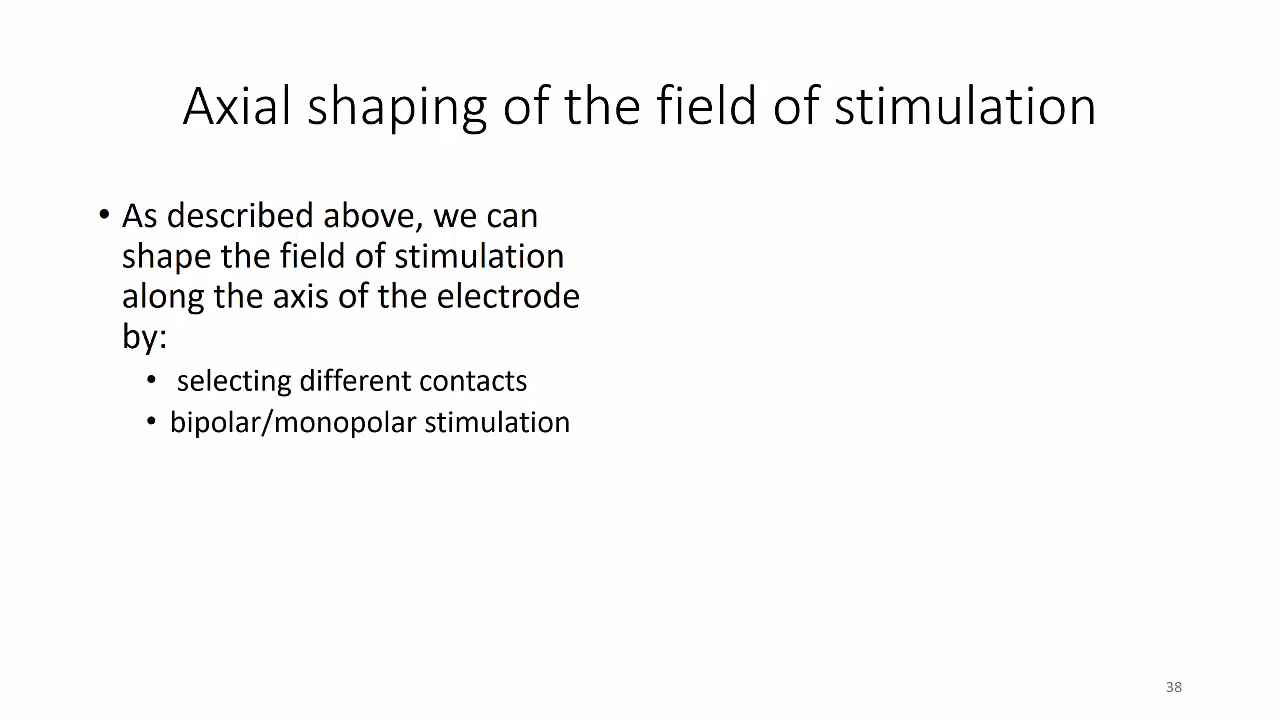 Axial shaping of the field of stimulation
• As described above, we can
shape the field of stimulation
along the axis of the electrode
by:
• selecting different contacts
• bipolar/monopolar stimulation
38